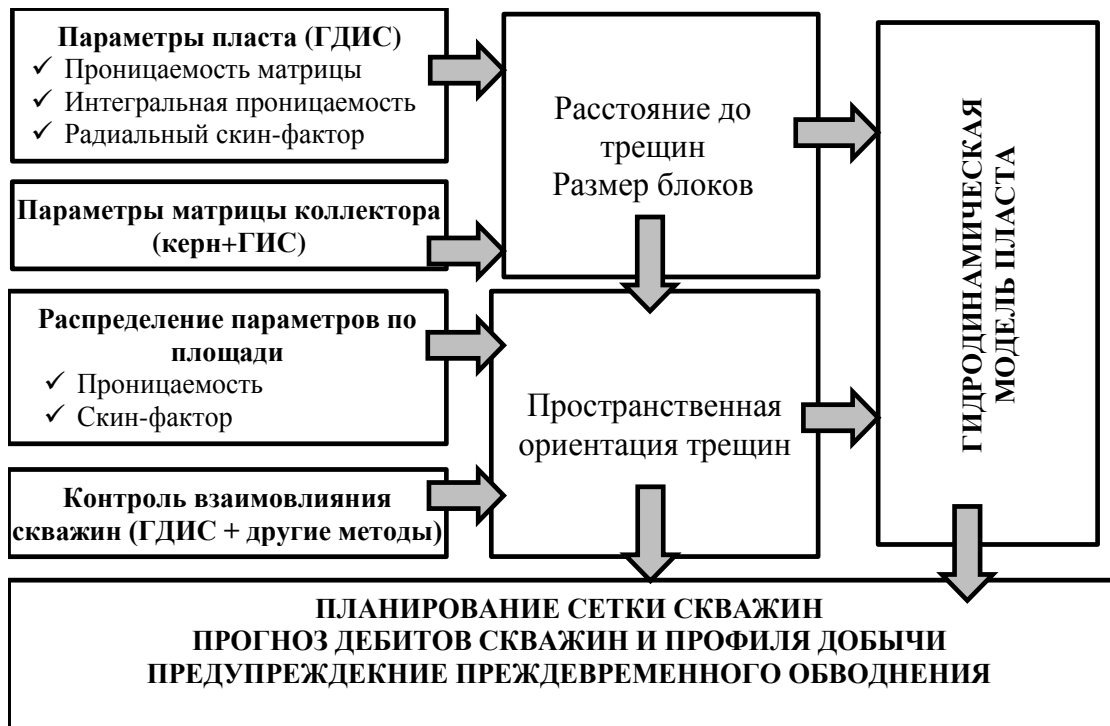 Параметры пласта (ГДИС)
✓ Проницаемость матрицы
✓ Интегральная проницаемость
✓ Радиальный скин-фактор
Параметры матрицы коллектора
(керн+ГИС)
Распределение параметров по
площади
✓ Проницаемость
✓ Скин-фактор
Контроль взаимовлияния
скважин (ГДИС + другие методы)
Расстояние до
трещин
Размер блоков
Пространственная
ориентация трещин
ГИДРОДИНАМИЧЕСКАЯ
МОДЕЛЬ ПЛАСТА
ПЛАНИРОВАНИЕ СЕТКИ СКВАЖИН
ПРОГНОЗ ДЕБИТОВ СКВАЖИН И ПРОФИЛЯ ДОБЫЧИ
ПРЕДУПРЕЖДЕКНИЕ ПРЕЖДЕВРЕМЕННОГО ОБВОДНЕНИЯ